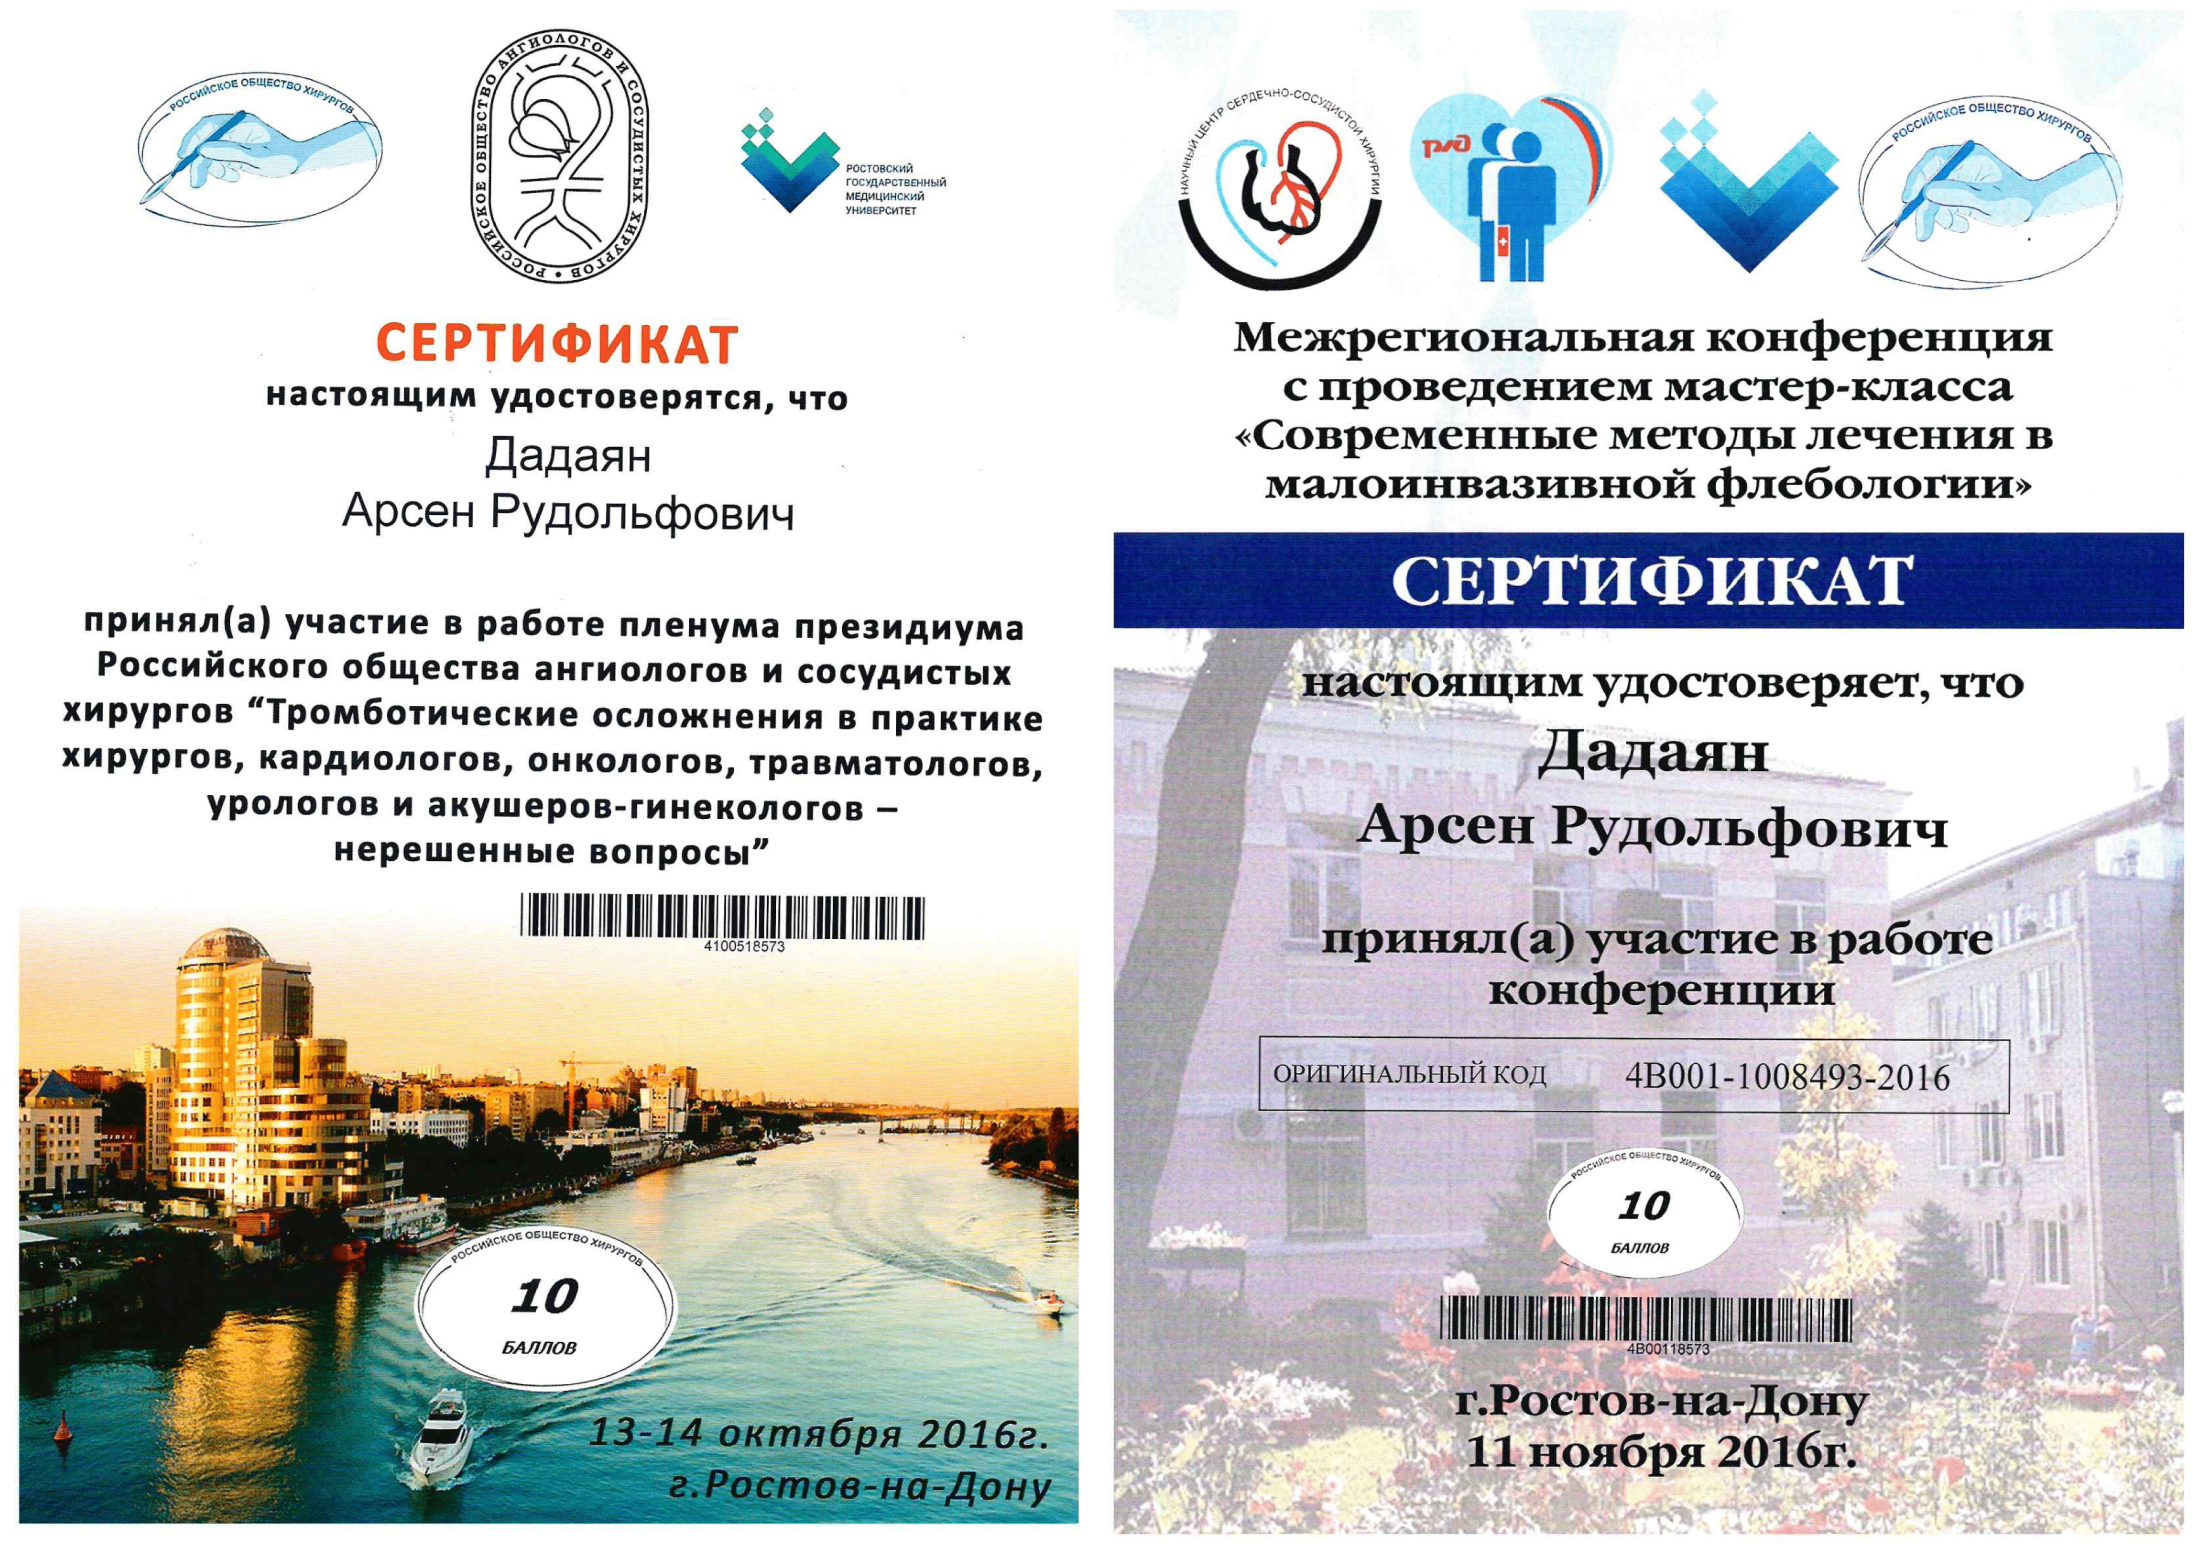 РОССИЙСКОЕ ОБЩЕСТВО ХИРУРГОВ
РОССИЙСКОЕ ОБЩЕСТВО АНГИОЛОГОВ И СОСУДИСТЫХ ХИРУРГОВ •
РОСТОВСКИЙ
ГОСУДАРСТВЕННЫЙ
МЕДИЦИНСКИЙ
УНИВЕРСИТЕТ
СЕРТИФИКАТ
настоящим удостоверятся, что
Дадаян
Арсен Рудольфович
принял(а) участие в работе пленума президиума
Российского общества ангиологов и сосудистых
хирургов “Тромботические осложнения в практике
хирургов, кардиологов, онкологов, травматологов,
урологов и акушеров-гинекологов –
нерешенные вопросы”
4100518573
РОССИЙСКОЕ ОБЩЕСТВО ХИРУРГОВ
10
БАЛЛОВ
13-14 октября 2016г.
г.Ростов-на-Дону
НАУЧНЫЙ ЦЕНТР СЕРДЕЧНО-СОСУДИСТОЙ ХИРУРГИИ
ржд
РОССИЙСКОЕ ОБЩЕСТВО ХИРУРГОВ
Межрегиональная конференция
с проведением мастер-класса
«Современные методы лечения в
малоинвазивной флебологии»
СЕРТИФИКАТ
настоящим удостоверяет, что
Дадаян
Арсен Рудольфович
принял(а) участие в работе
конференции
ОРИГИНАЛЬНЫЙ КОД 4В001-1008493-2016
РОССИЙСКОЕ ОБЩЕСТВО ХИРУРГОВ
10
БАЛЛОВ
4B00118573
г.Ростов-на-Дону
11 ноября 2016г.